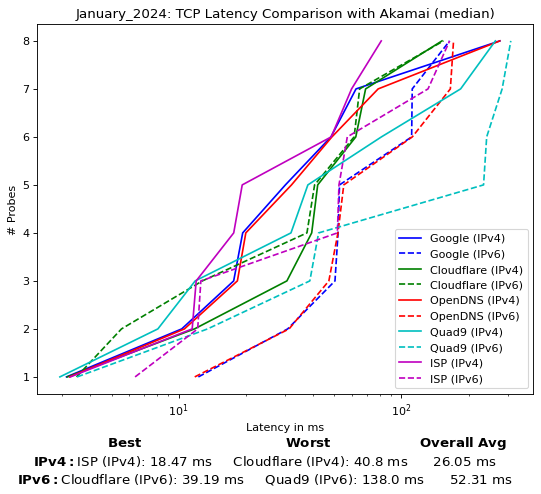 January_2024: TCP Latency Comparison with Akamai (median)
8
7
6
5
4
3
2
1
# Probes
Google (IPv4)
Google (IPv6)
Cloudflare (IPv4)
Cloudflare (IPv6)
OpenDNS (IPv4)
OpenDNS (IPv6)
Quad9 (IPv4)
Quad9 (IPv6)
ISP (IPv4)
ISP (IPv6)
10¹ 10²
Latency in ms
Best Worst Overall Avg
IPv4: ISP (IPv4): 18.47 ms Cloudflare (IPv4): 40.8 ms 26.05 ms
IPv6: Cloudflare (IPv6): 39.19 ms Quad9 (IPv6): 138.0 ms 52.31 ms